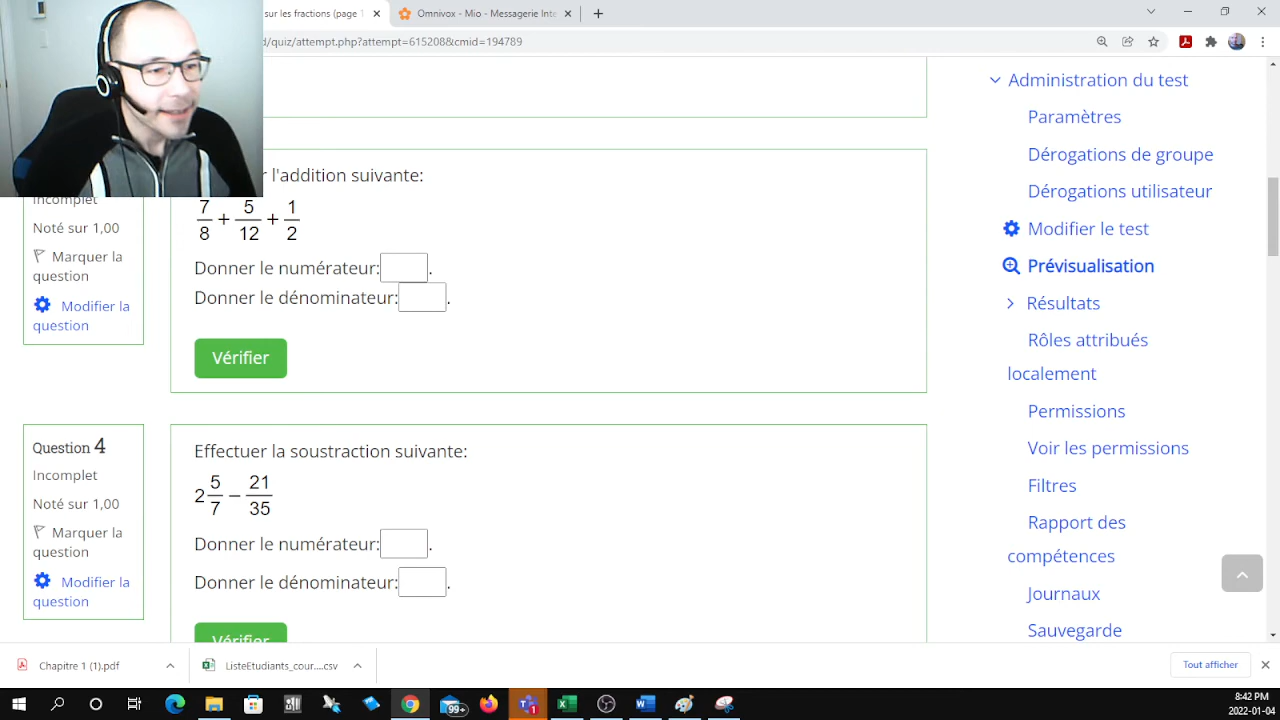 sur les fractions (page 1
Omnivox - Mio - Messagerie Inte
d/quiz/attempt.php?attempt=615208&cmid=194789
r l'addition suivante:
7/8 + 5/12 + 1/2
Donner le numérateur: .
Donner le dénominateur: .
Vérifier
Incomplet
Noté sur 1,00
Marquer la
question
Modifier la
question
Question 4
Incomplet
Noté sur 1,00
Marquer la
question
Modifier la
question
Effectuer la soustraction suivante:
2 5/7 − 21/35
Donner le numérateur: .
Donner le dénominateur: .
Vérifier
Administration du test
Paramètres
Dérogations de groupe
Dérogations utilisateur
Modifier le test
Prévisualisation
Résultats
Rôles attribués
localement
Permissions
Voir les permissions
Filtres
Rapport des
compétences
Journaux
Sauvegarde
Chapitre 1 (1).pdf
ListeEtudiants_cour....csv
Tout afficher
99+
1
8:42 PM
2022-01-04